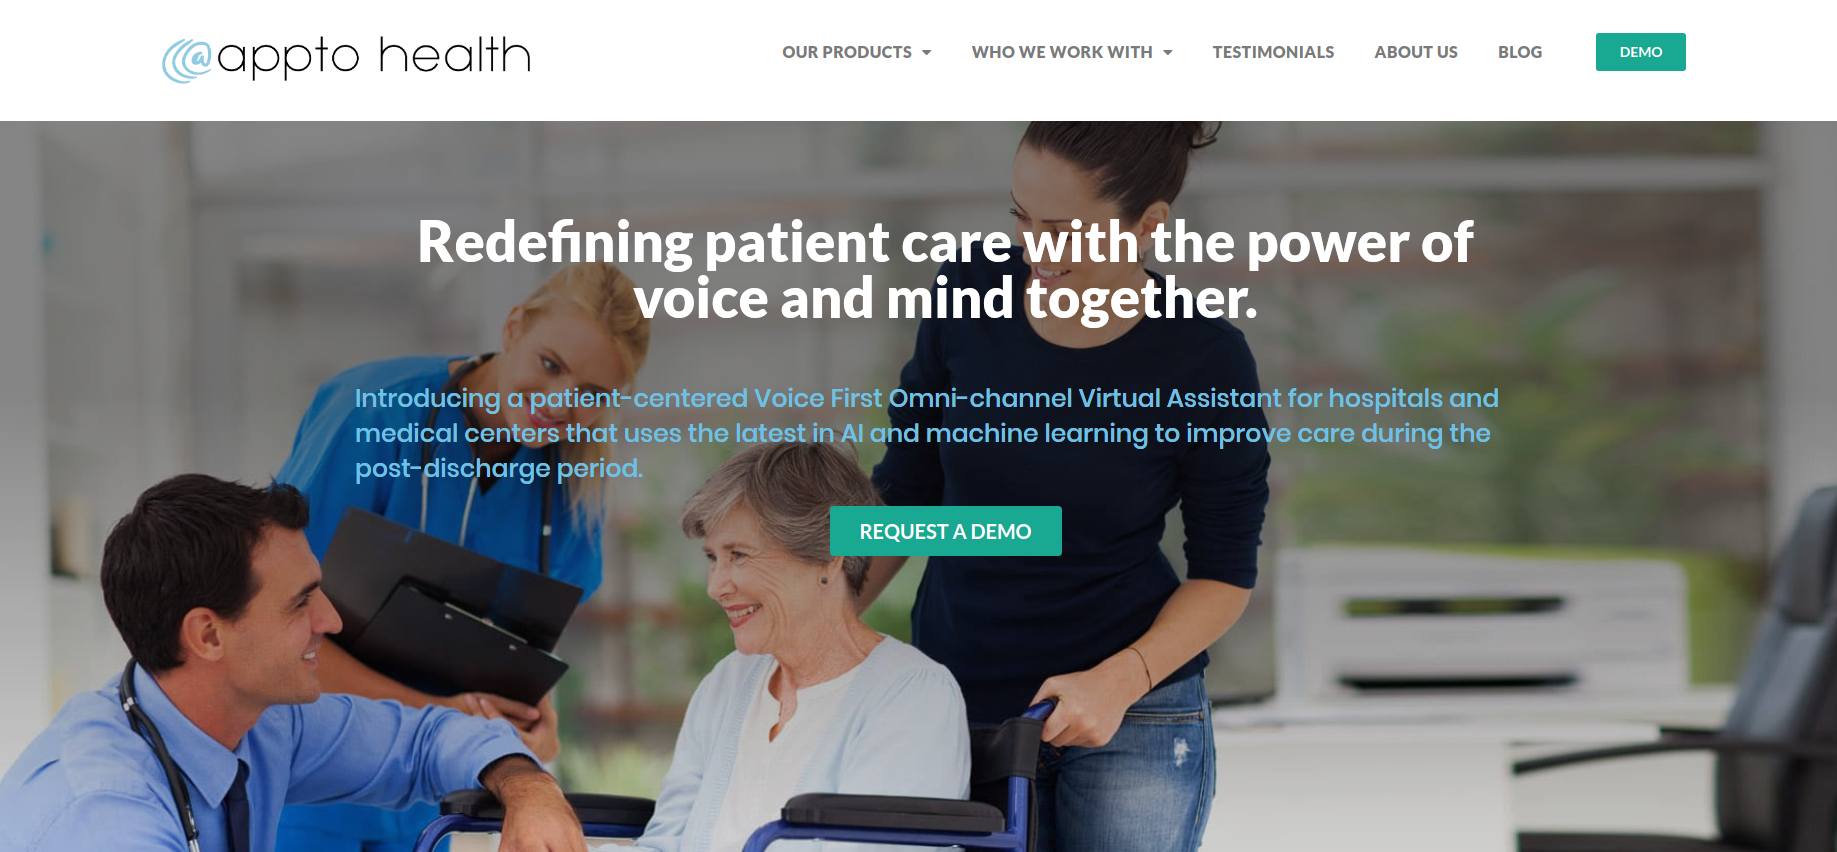 @appto health
OUR PRODUCTS
WHO WE WORK WITH
TESTIMONIALS
ABOUT US
BLOG
DEMO
Redefining patient care with the power of
voice and mind together.
Introducing a patient-centered Voice First Omni-channel Virtual Assistant for hospitals and
medical centers that uses the latest in AI and machine learning to improve care during the
post-discharge period.
REQUEST A DEMO